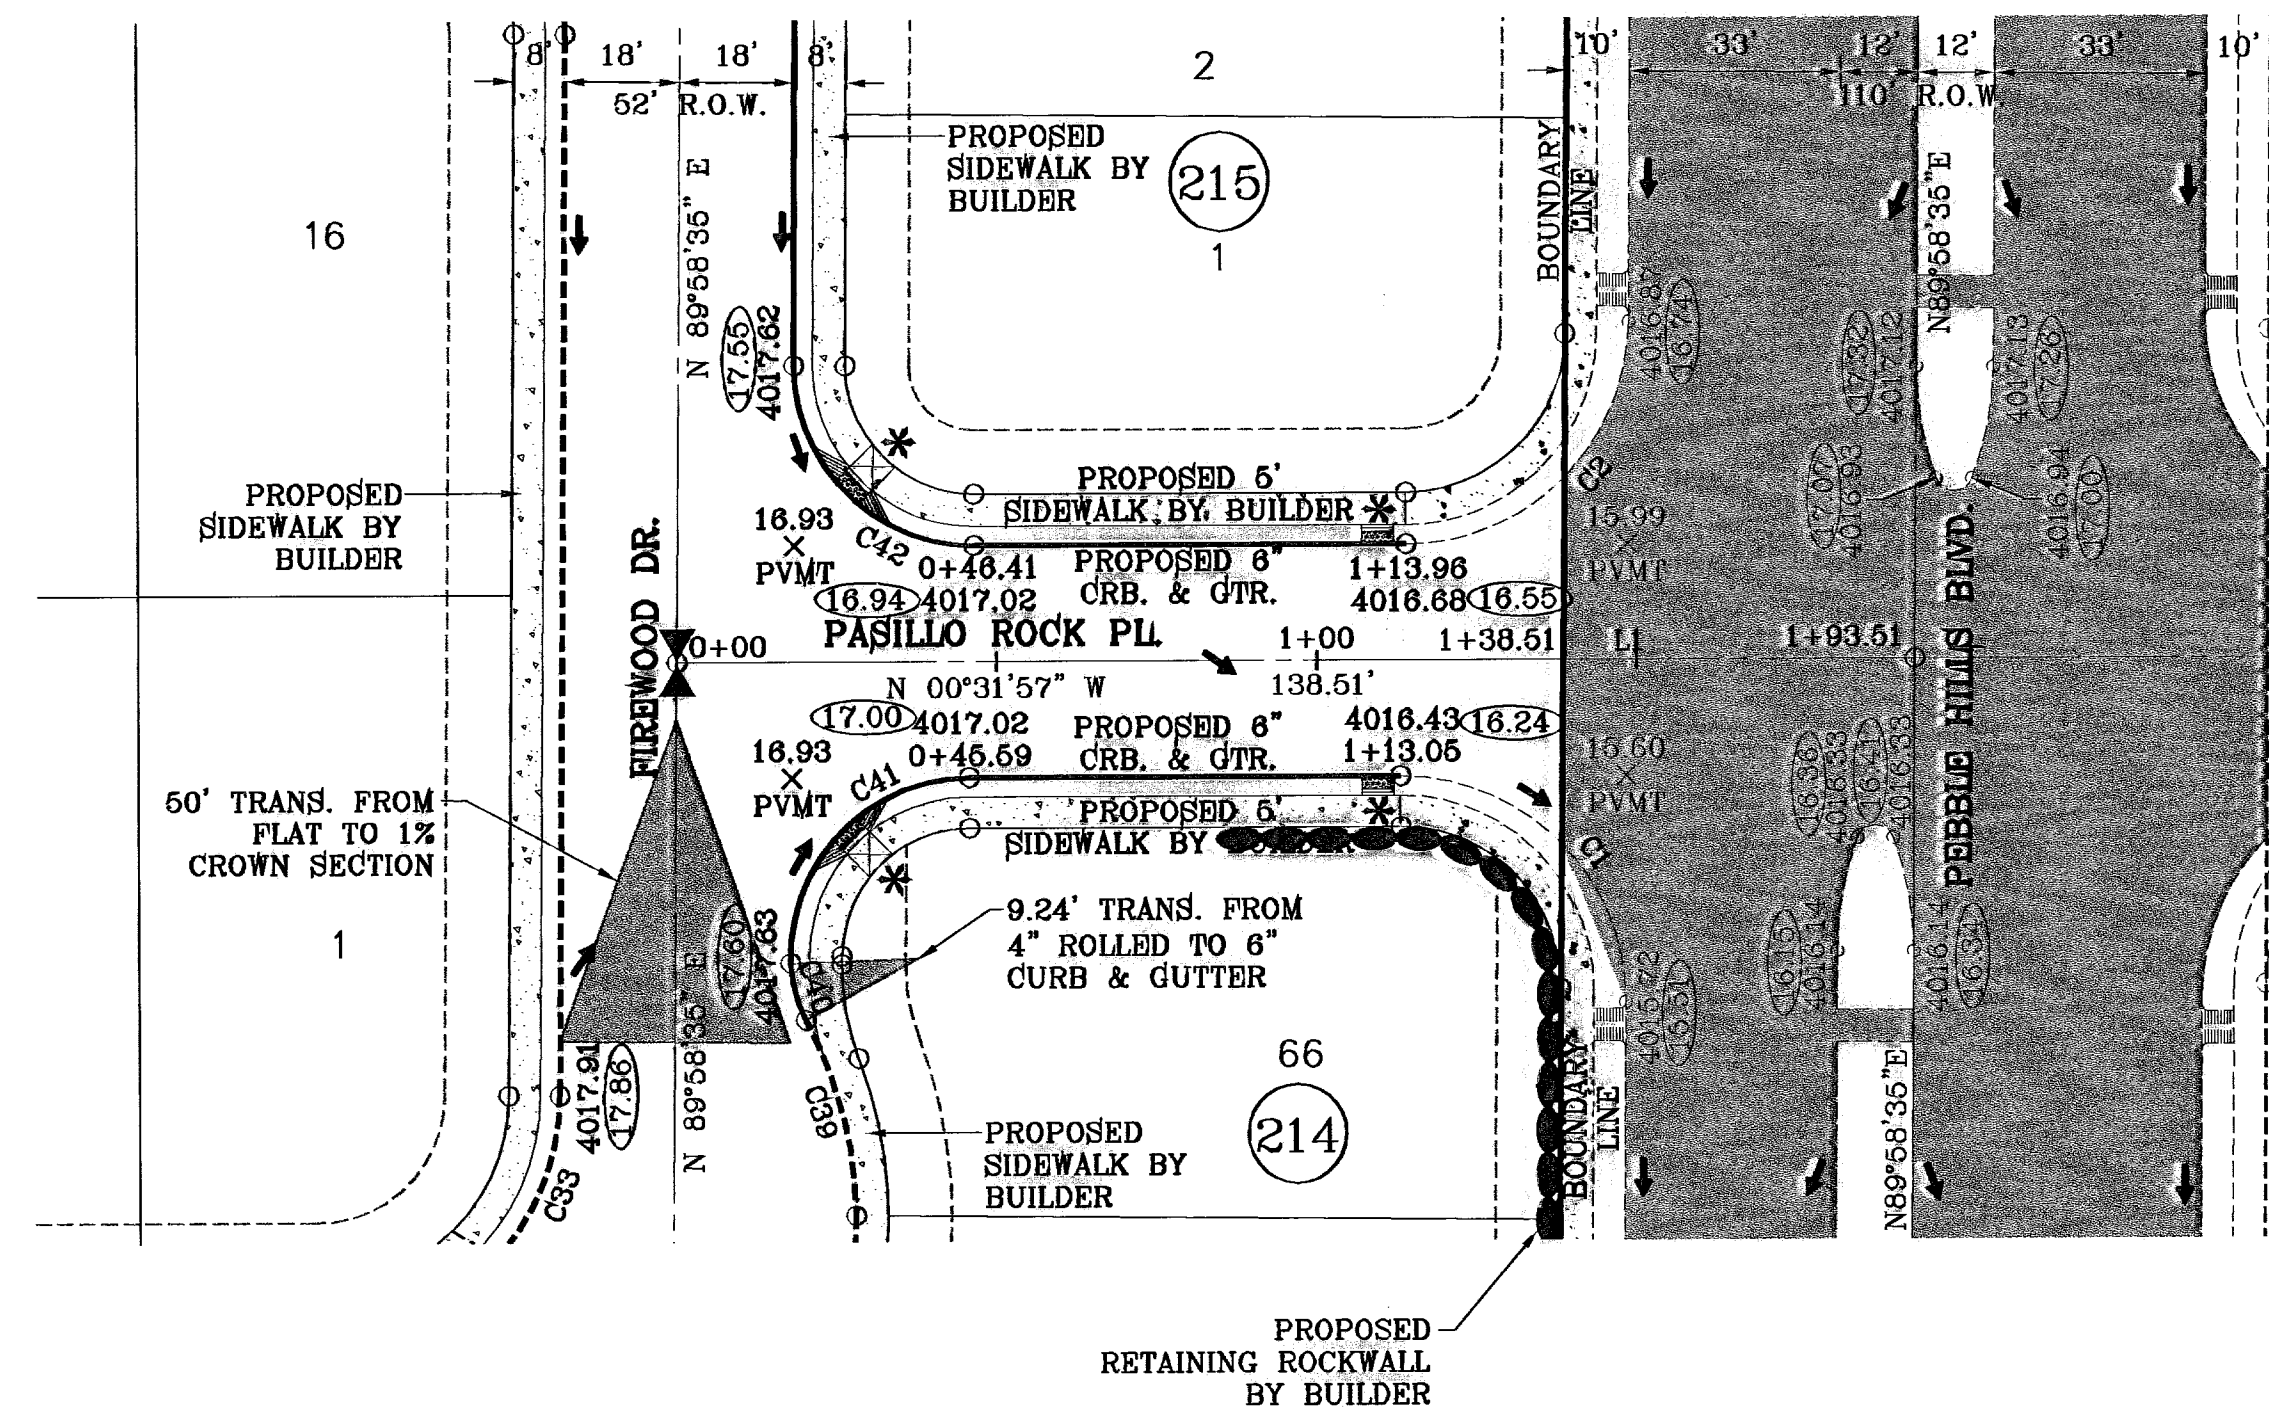 8'
18'
18'
8'
52' R.O.W.
2
10'
33'
12'
12'
33'
10'
110' R.O.W.
PROPOSED
SIDEWALK BY
BUILDER
215
1
BOUNDARY
LINE
16
N 89°58'35" E
N89°58'35"E
17.55
4017.62
4016.87
16.74
17.32
4017.12
4017.13
17.26
PROPOSED
SIDEWALK BY
BUILDER
FIREWOOD DR.
16.93
PVMT
C42
PROPOSED 5'
SIDEWALK BY BUILDER
C2
17.07
4016.93
4016.94
17.00
15.99
PVMT
0+46.41
PROPOSED 6"
1+13.96
16.94
4017.02
CRB. & GTR.
4016.68
16.55
0+00
PASILLO ROCK PL.
1+00
1+38.51
L1
1+93.51
PEBBLE HILLS BLVD.
N 00°31'57" W
138.51'
17.00
4017.02
PROPOSED 6"
4016.43
16.24
16.93
PVMT
0+45.59
CRB. & GTR.
1+13.05
15.60
PVMT
4016.33
16.41
4016.33
C41
PROPOSED 5'
SIDEWALK BY
C1
50' TRANS. FROM
FLAT TO 1%
CROWN SECTION
1
17.60
4017.63
N 89°58'35" E
C40
9.24' TRANS. FROM
4" ROLLED TO 6"
CURB & GUTTER
4015.72
15.51
16.15
4016.14
4016.14
16.34
4017.91
17.86
C39
C33
66
214
PROPOSED
SIDEWALK BY
BUILDER
BOUNDARY
LINE
N89°58'35"E
PROPOSED
RETAINING ROCKWALL
BY BUILDER